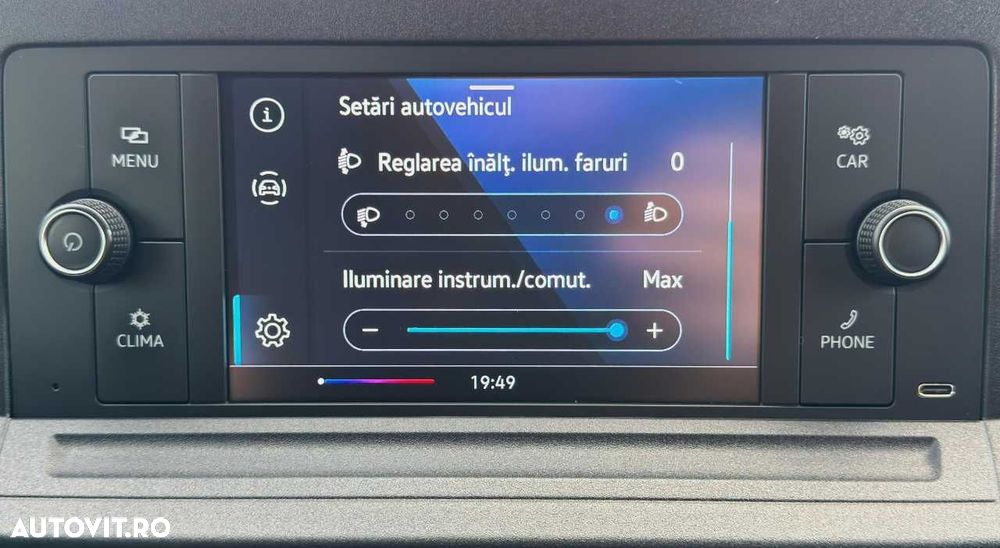 MENU
CLIMA
Setări autovehicul
Reglarea înălţ. ilum. faruri 0
Iluminare instrum./comut. Max
19:49
CAR
PHONE
AUTOVIT.RO